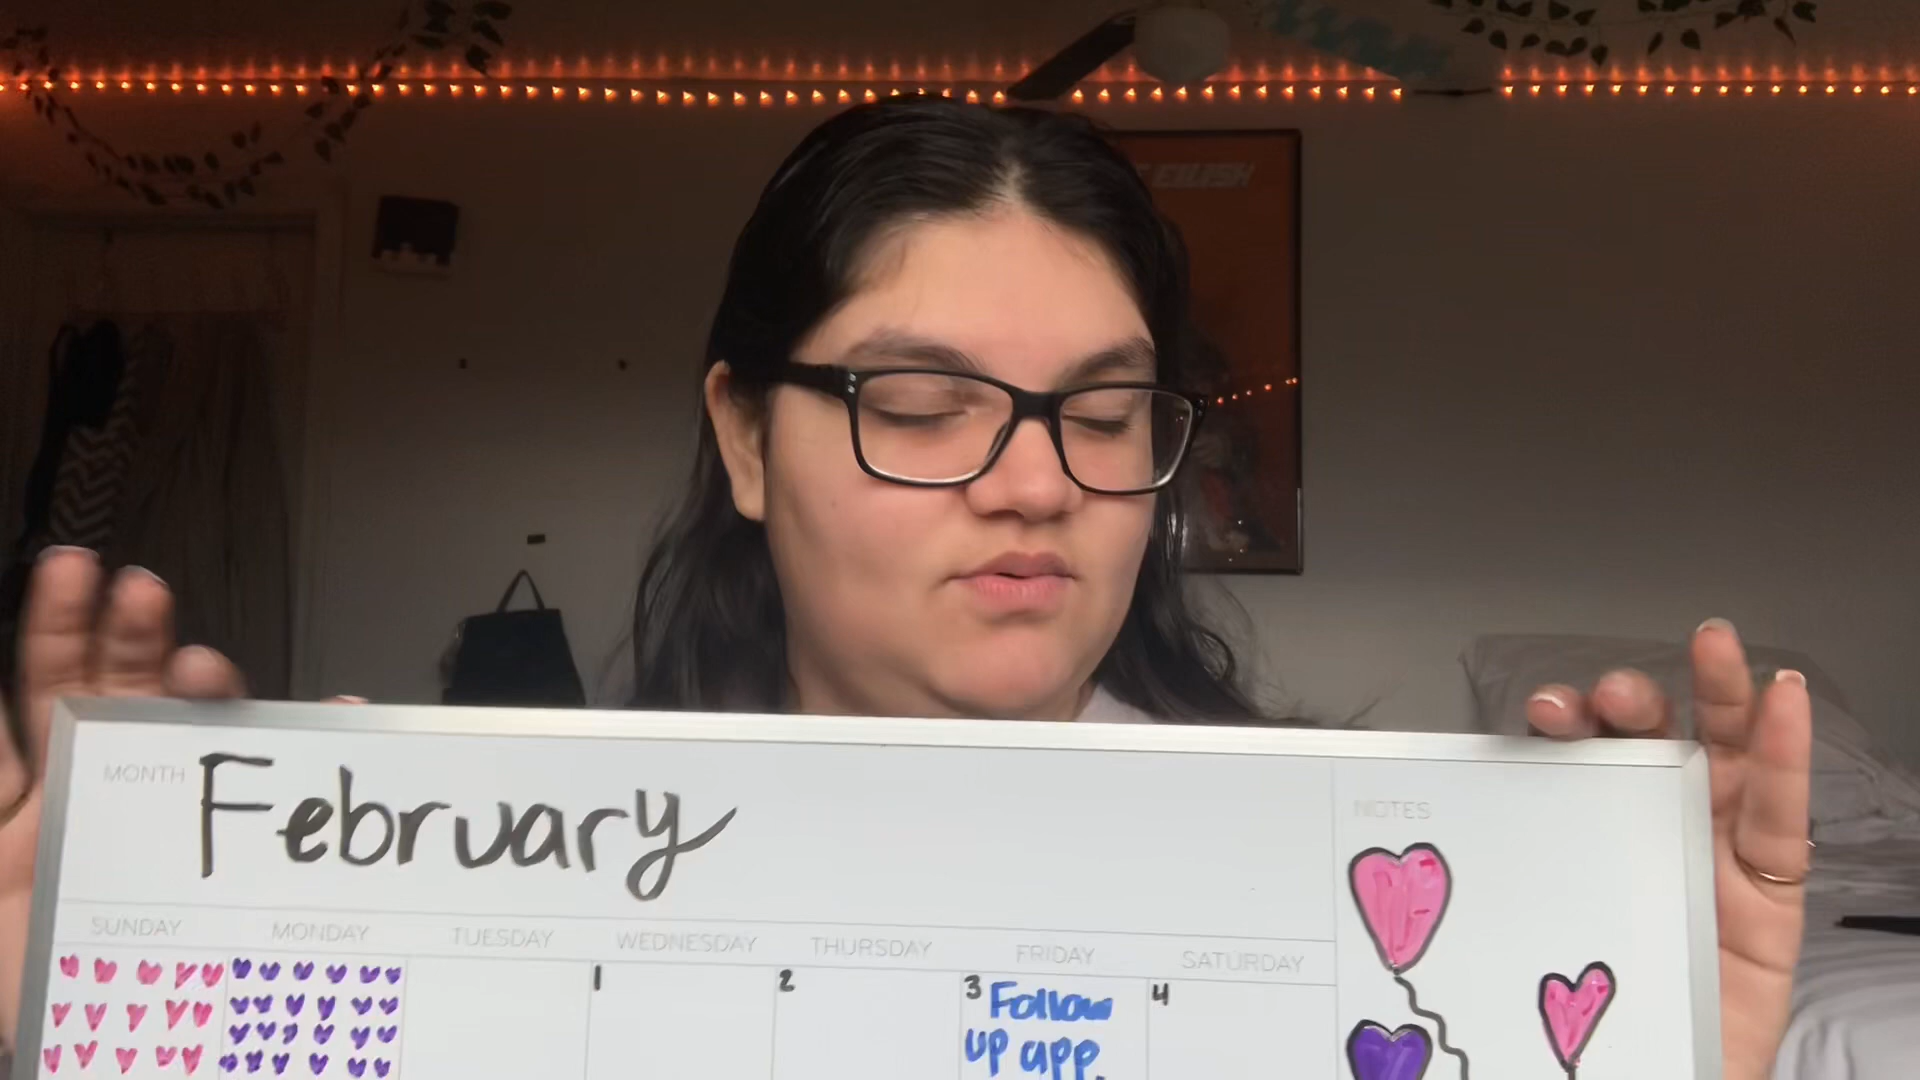 MONTH February
NOTES
SUNDAY MONDAY TUESDAY WEDNESDAY THURSDAY FRIDAY SATURDAY
1 2 3 Follow 4
up app.